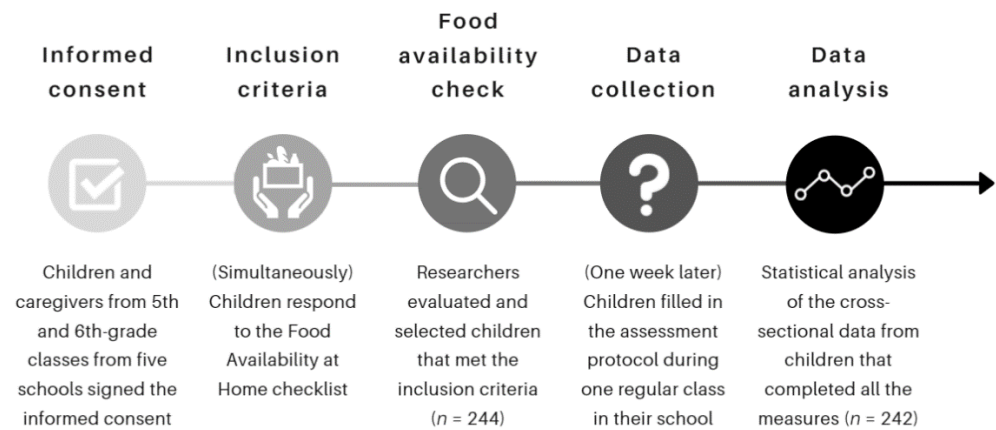 Informed
consent
Inclusion
criteria
Food
availability
check
Data
collection
Data
analysis
Children and
caregivers from 5th
and 6th-grade
classes from five
schools signed the
informed consent
(Simultaneously)
Children respond
to the Food
Availability at
Home checklist
Researchers
evaluated and
selected children
that met the
inclusion criteria
(n = 244)
(One week later)
Children filled in
the assessment
protocol during
one regular class
in their school
Statistical analysis
of the cross-
sectional data from
children that
completed all the
measures (n = 242)